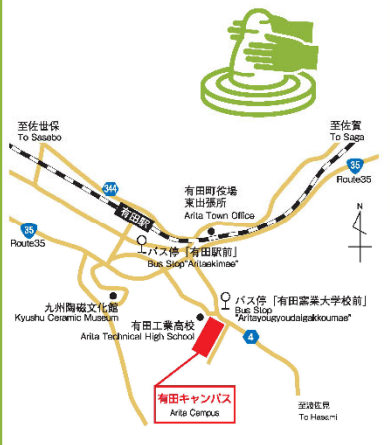 至佐世保
To Sasebo
至佐賀
To Saga
35
Route35
344
有田駅
有田町役場
東出張所
Arita Town Office
N
35
Route35
バス停「有田駅前」
Bus Stop"Aritaekimae"
九州陶磁文化館
Kyushu Ceramic Museum
有田工業高校
Arita Technical High School
バス停「有田窯業大学校前」
Bus Stop
"Aritayougyoudaigakkoumae"
4
有田キャンパス
Arita Campus
至波佐見
To Hasami